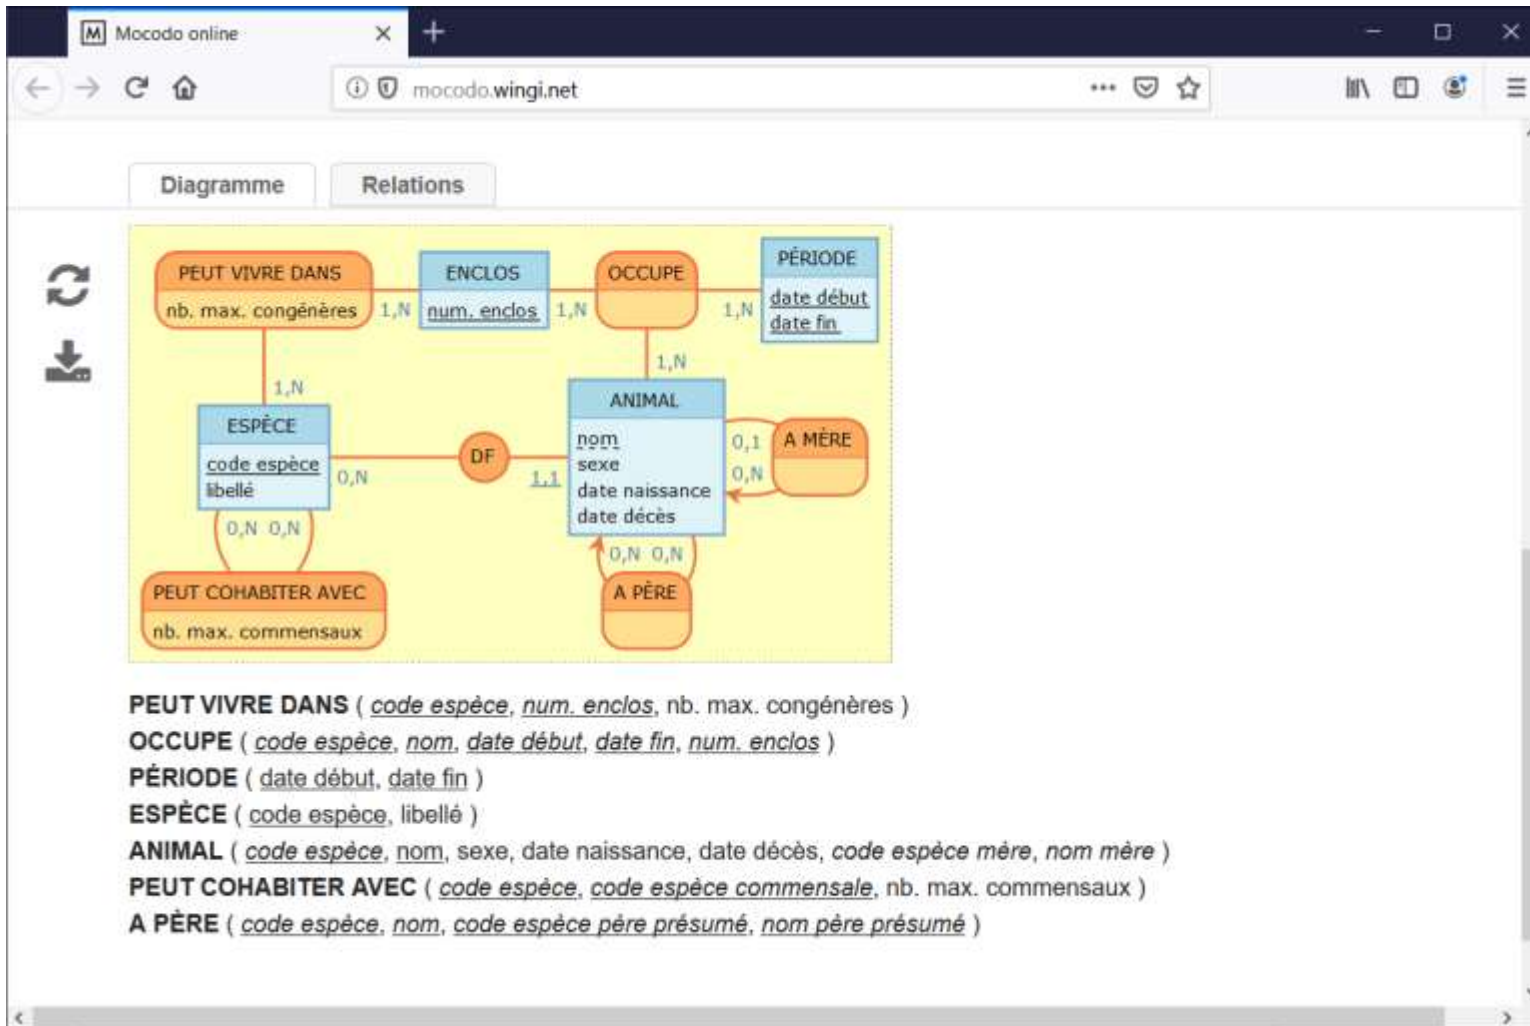 Mocodo online
mocodo.wingi.net
Diagramme Relations
PEUT VIVRE DANS
nb. max. congénères
1,N
1,N
ENCLOS
num. enclos
1,N
OCCUPE
1,N
1,N
PÉRIODE
date début
date fin
ESPÈCE
code espèce
libellé
0,N
0,N 0,N
DF
1,1
ANIMAL
nom
sexe
date naissance
date décès
0,1
0,N
A MÈRE
0,N 0,N
A PÈRE
PEUT COHABITER AVEC
nb. max. commensaux
PEUT VIVRE DANS ( code espèce, num. enclos, nb. max. congénères )
OCCUPE ( code espèce, nom, date début, date fin, num. enclos )
PÉRIODE ( date début, date fin )
ESPÈCE ( code espèce, libellé )
ANIMAL ( code espèce, nom, sexe, date naissance, date décès, code espèce mère, nom mère )
PEUT COHABITER AVEC ( code espèce, code espèce commensale, nb. max. commensaux )
A PÈRE ( code espèce, nom, code espèce père présumé, nom père présumé )